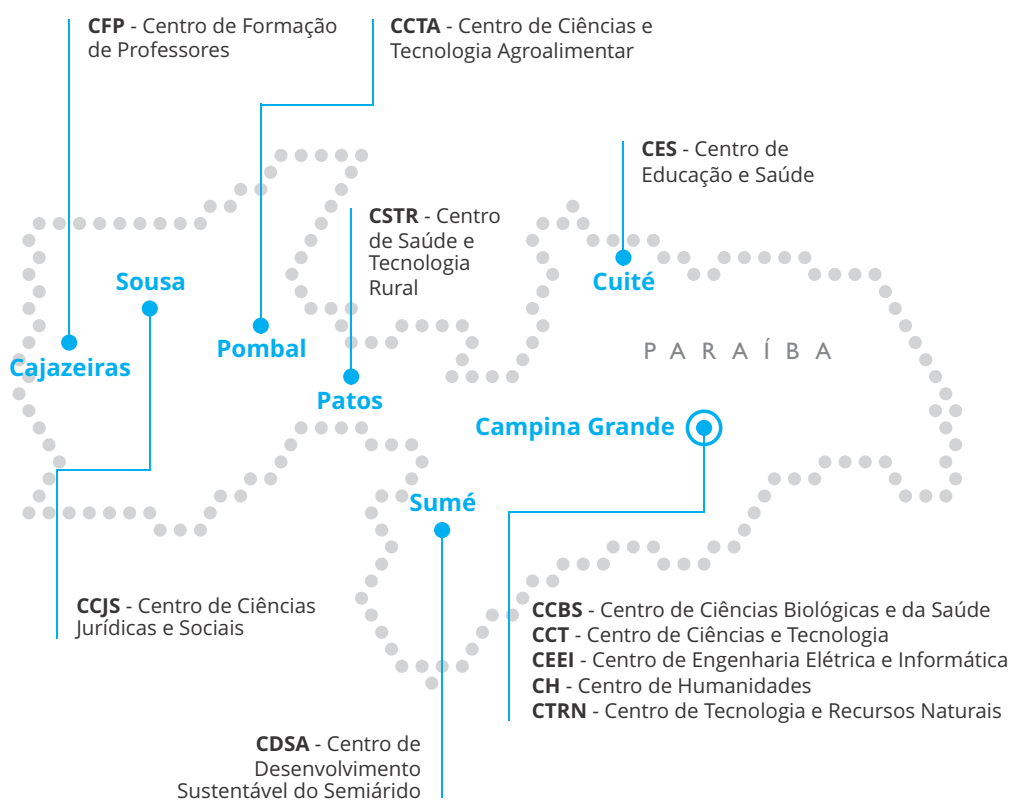 CFP - Centro de Formação
de Professores
CCTA - Centro de Ciências e
Tecnologia Agroalimentar
CES - Centro de
Educação e Saúde
CSTR - Centro
de Saúde e
Tecnologia
Rural
Sousa
Cuité
Pombal
PARAÍBA
Cajazeiras
Patos
Campina Grande
Sumé
CCJS - Centro de Ciências
Jurídicas e Sociais
CCBS - Centro de Ciências Biológicas e da Saúde
CCT - Centro de Ciências e Tecnologia
CEEI - Centro de Engenharia Elétrica e Informática
CH - Centro de Humanidades
CTRN - Centro de Tecnologia e Recursos Naturais
CDSA - Centro de
Desenvolvimento
Sustentável do Semiárido